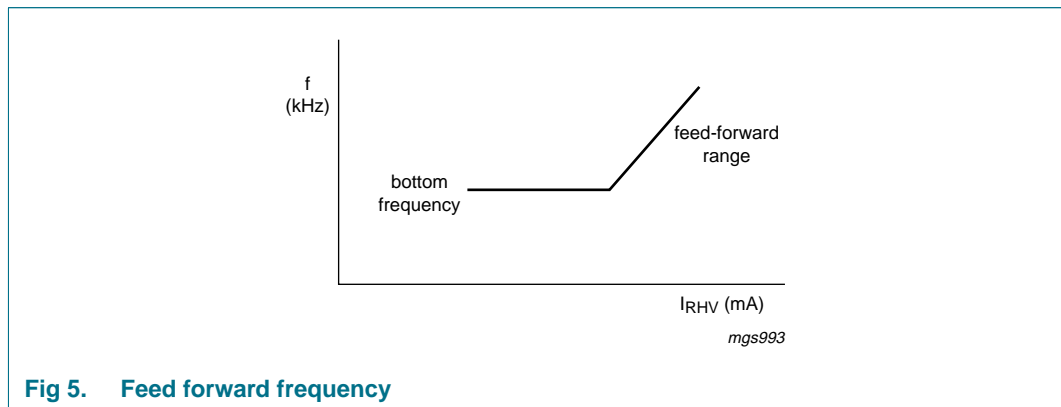 f
(kHz)
feed-forward
range
bottom
frequency
IRHV (mA)
mgs993
Fig 5. Feed forward frequency